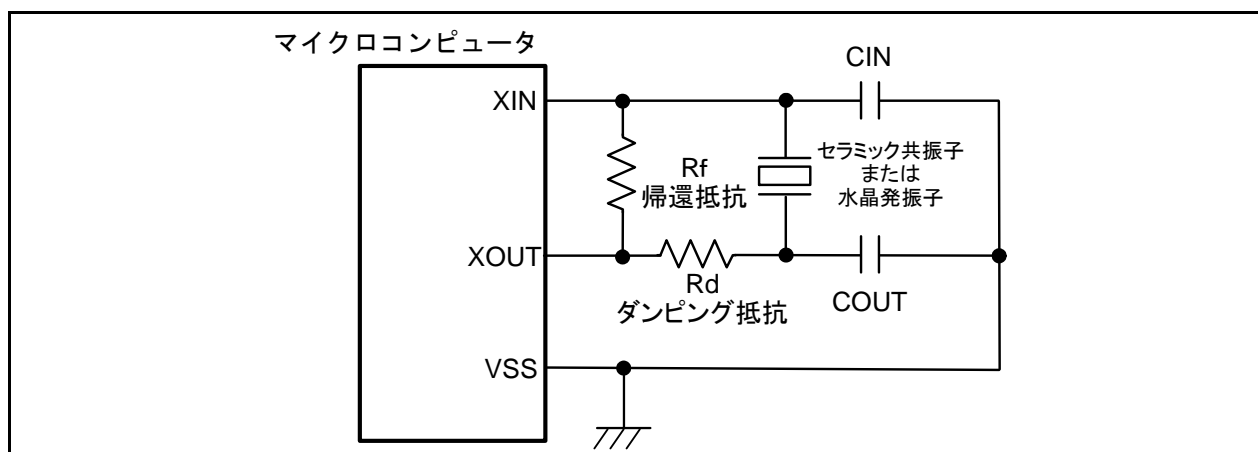 マイクロコンピュータ
CIN
XIN
セラミック共振子
または
水晶発振子
Rf
帰還抵抗
XOUT
Rd
ダンピング抵抗
COUT
VSS